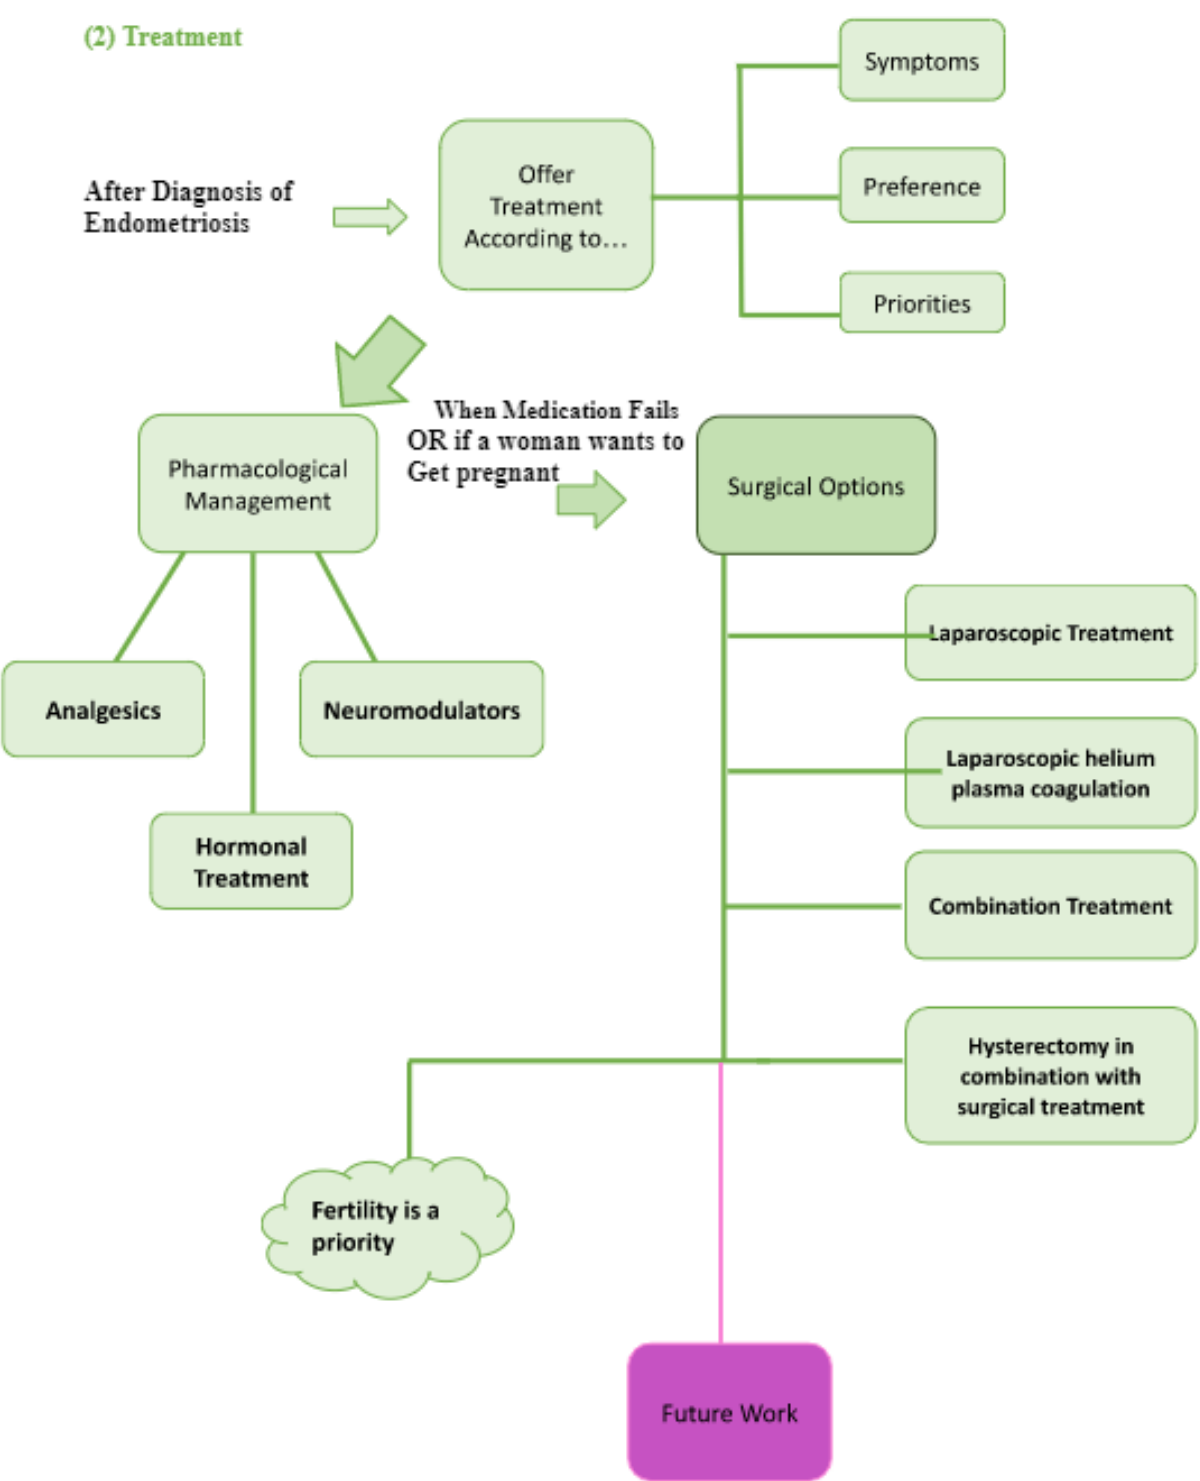 (2) Treatment
Symptoms
After Diagnosis of
Endometriosis
Offer
Treatment
According to...
Preference
Priorities
Pharmacological
Management
When Medication Fails
OR if a woman wants to
Get pregnant
Surgical Options
Analgesics
Neuromodulators
Hormonal
Treatment
Laparoscopic Treatment
Laparoscopic helium
plasma coagulation
Combination Treatment
Hysterectomy in
combination with
surgical treatment
Fertility is a
priority
Future Work